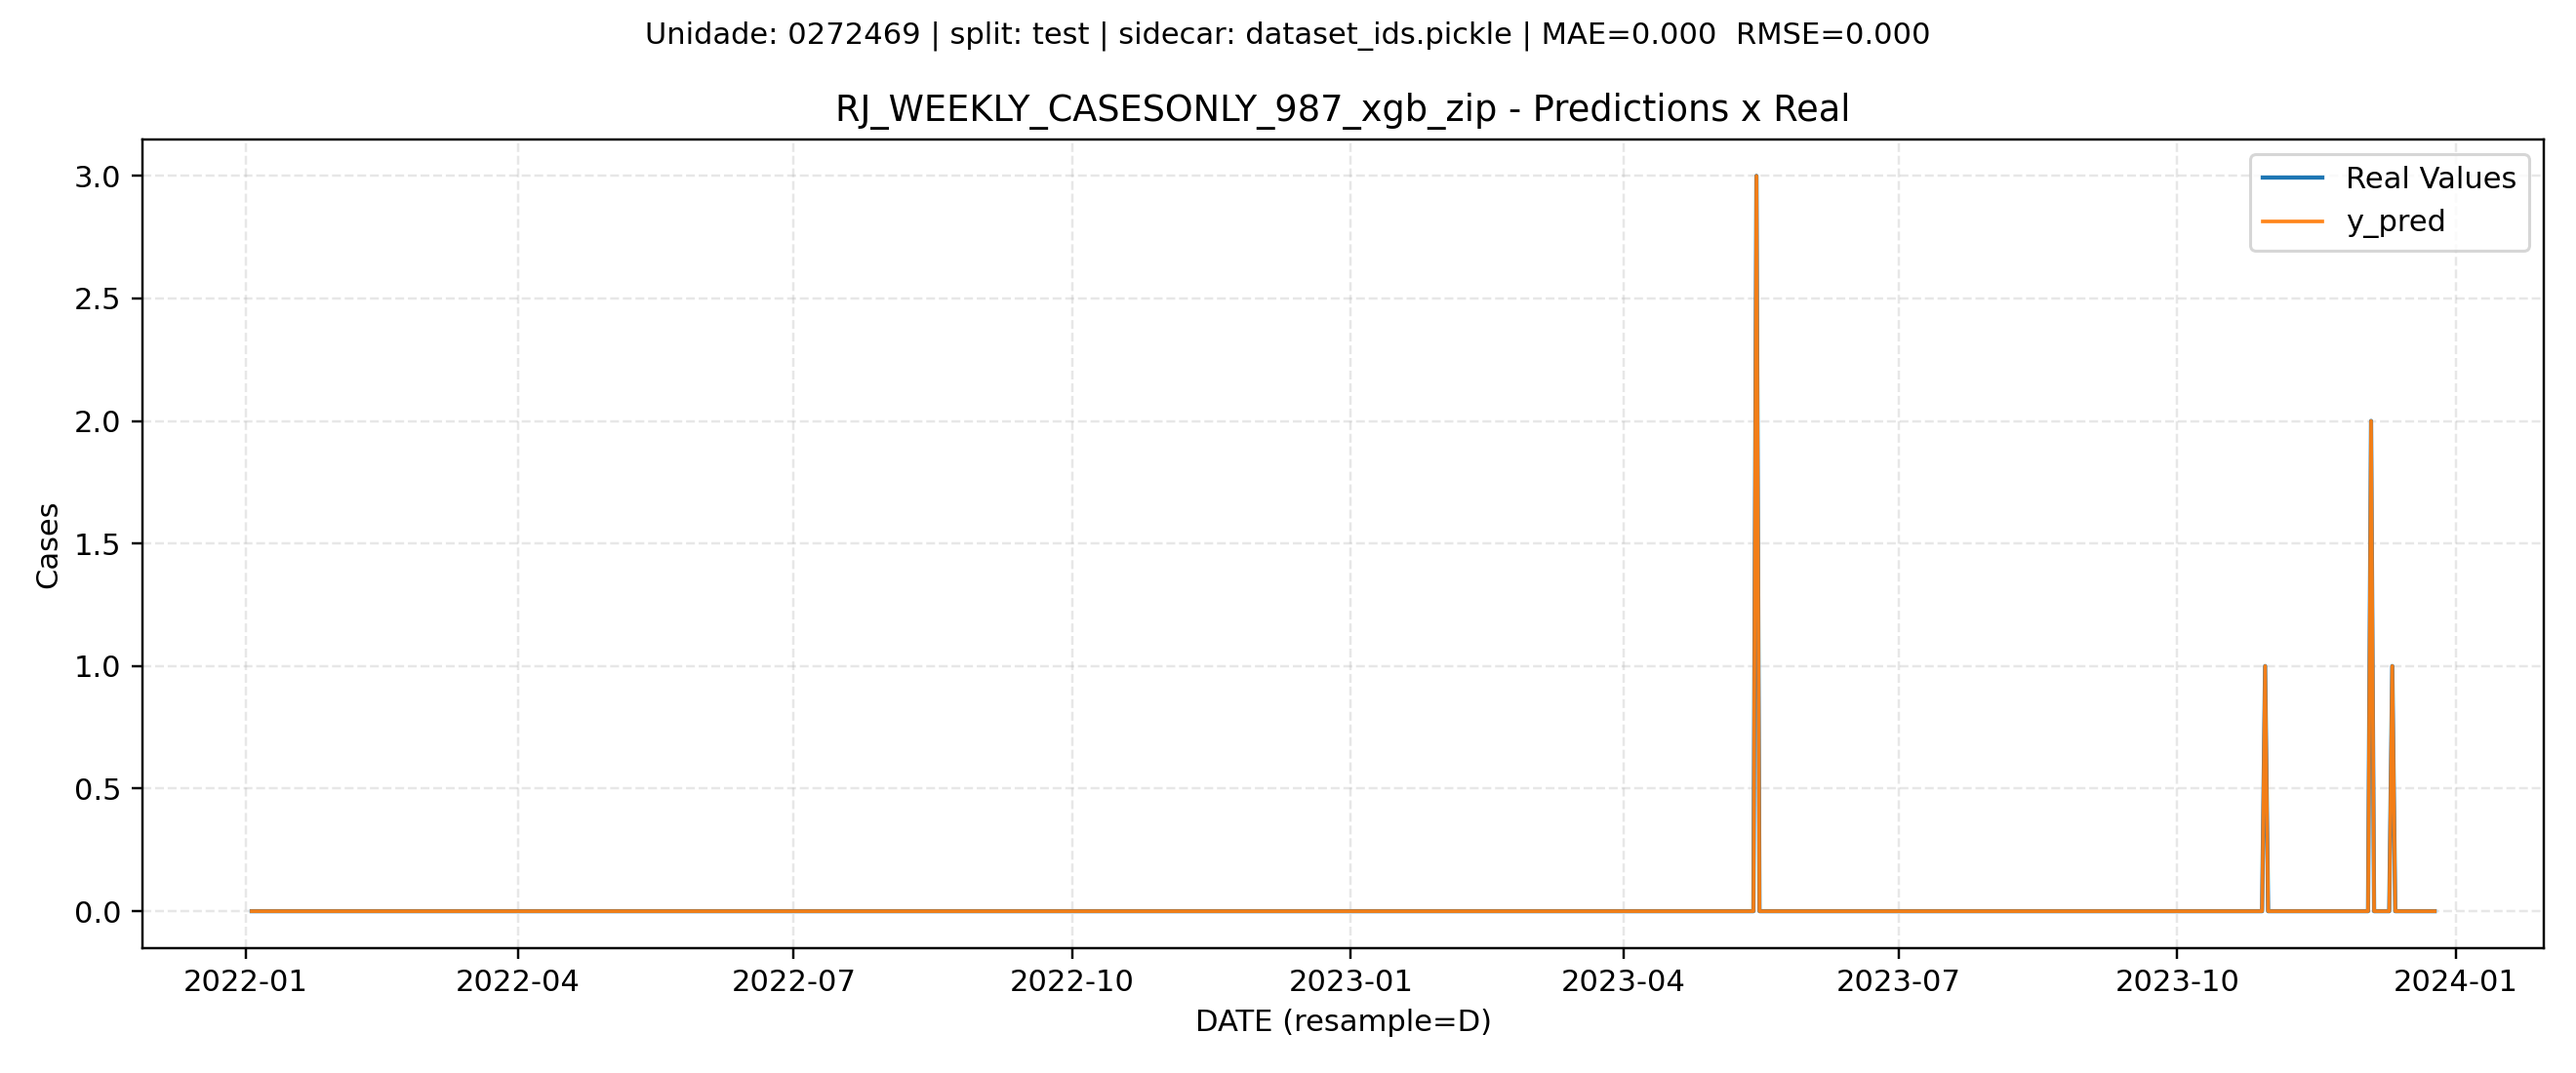 Unidade: 0272469 | split: test | sidecar: dataset_ids.pickle | MAE=0.000  RMSE=0.000
RJ_WEEKLY_CASESONLY_987_xgb_zip - Predictions x Real
Real Values
y_pred
Cases
3.0
2.5
2.0
1.5
1.0
0.5
0.0
2022-01 2022-04 2022-07 2022-10 2023-01 2023-04 2023-07 2023-10 2024-01
DATE (resample=D)